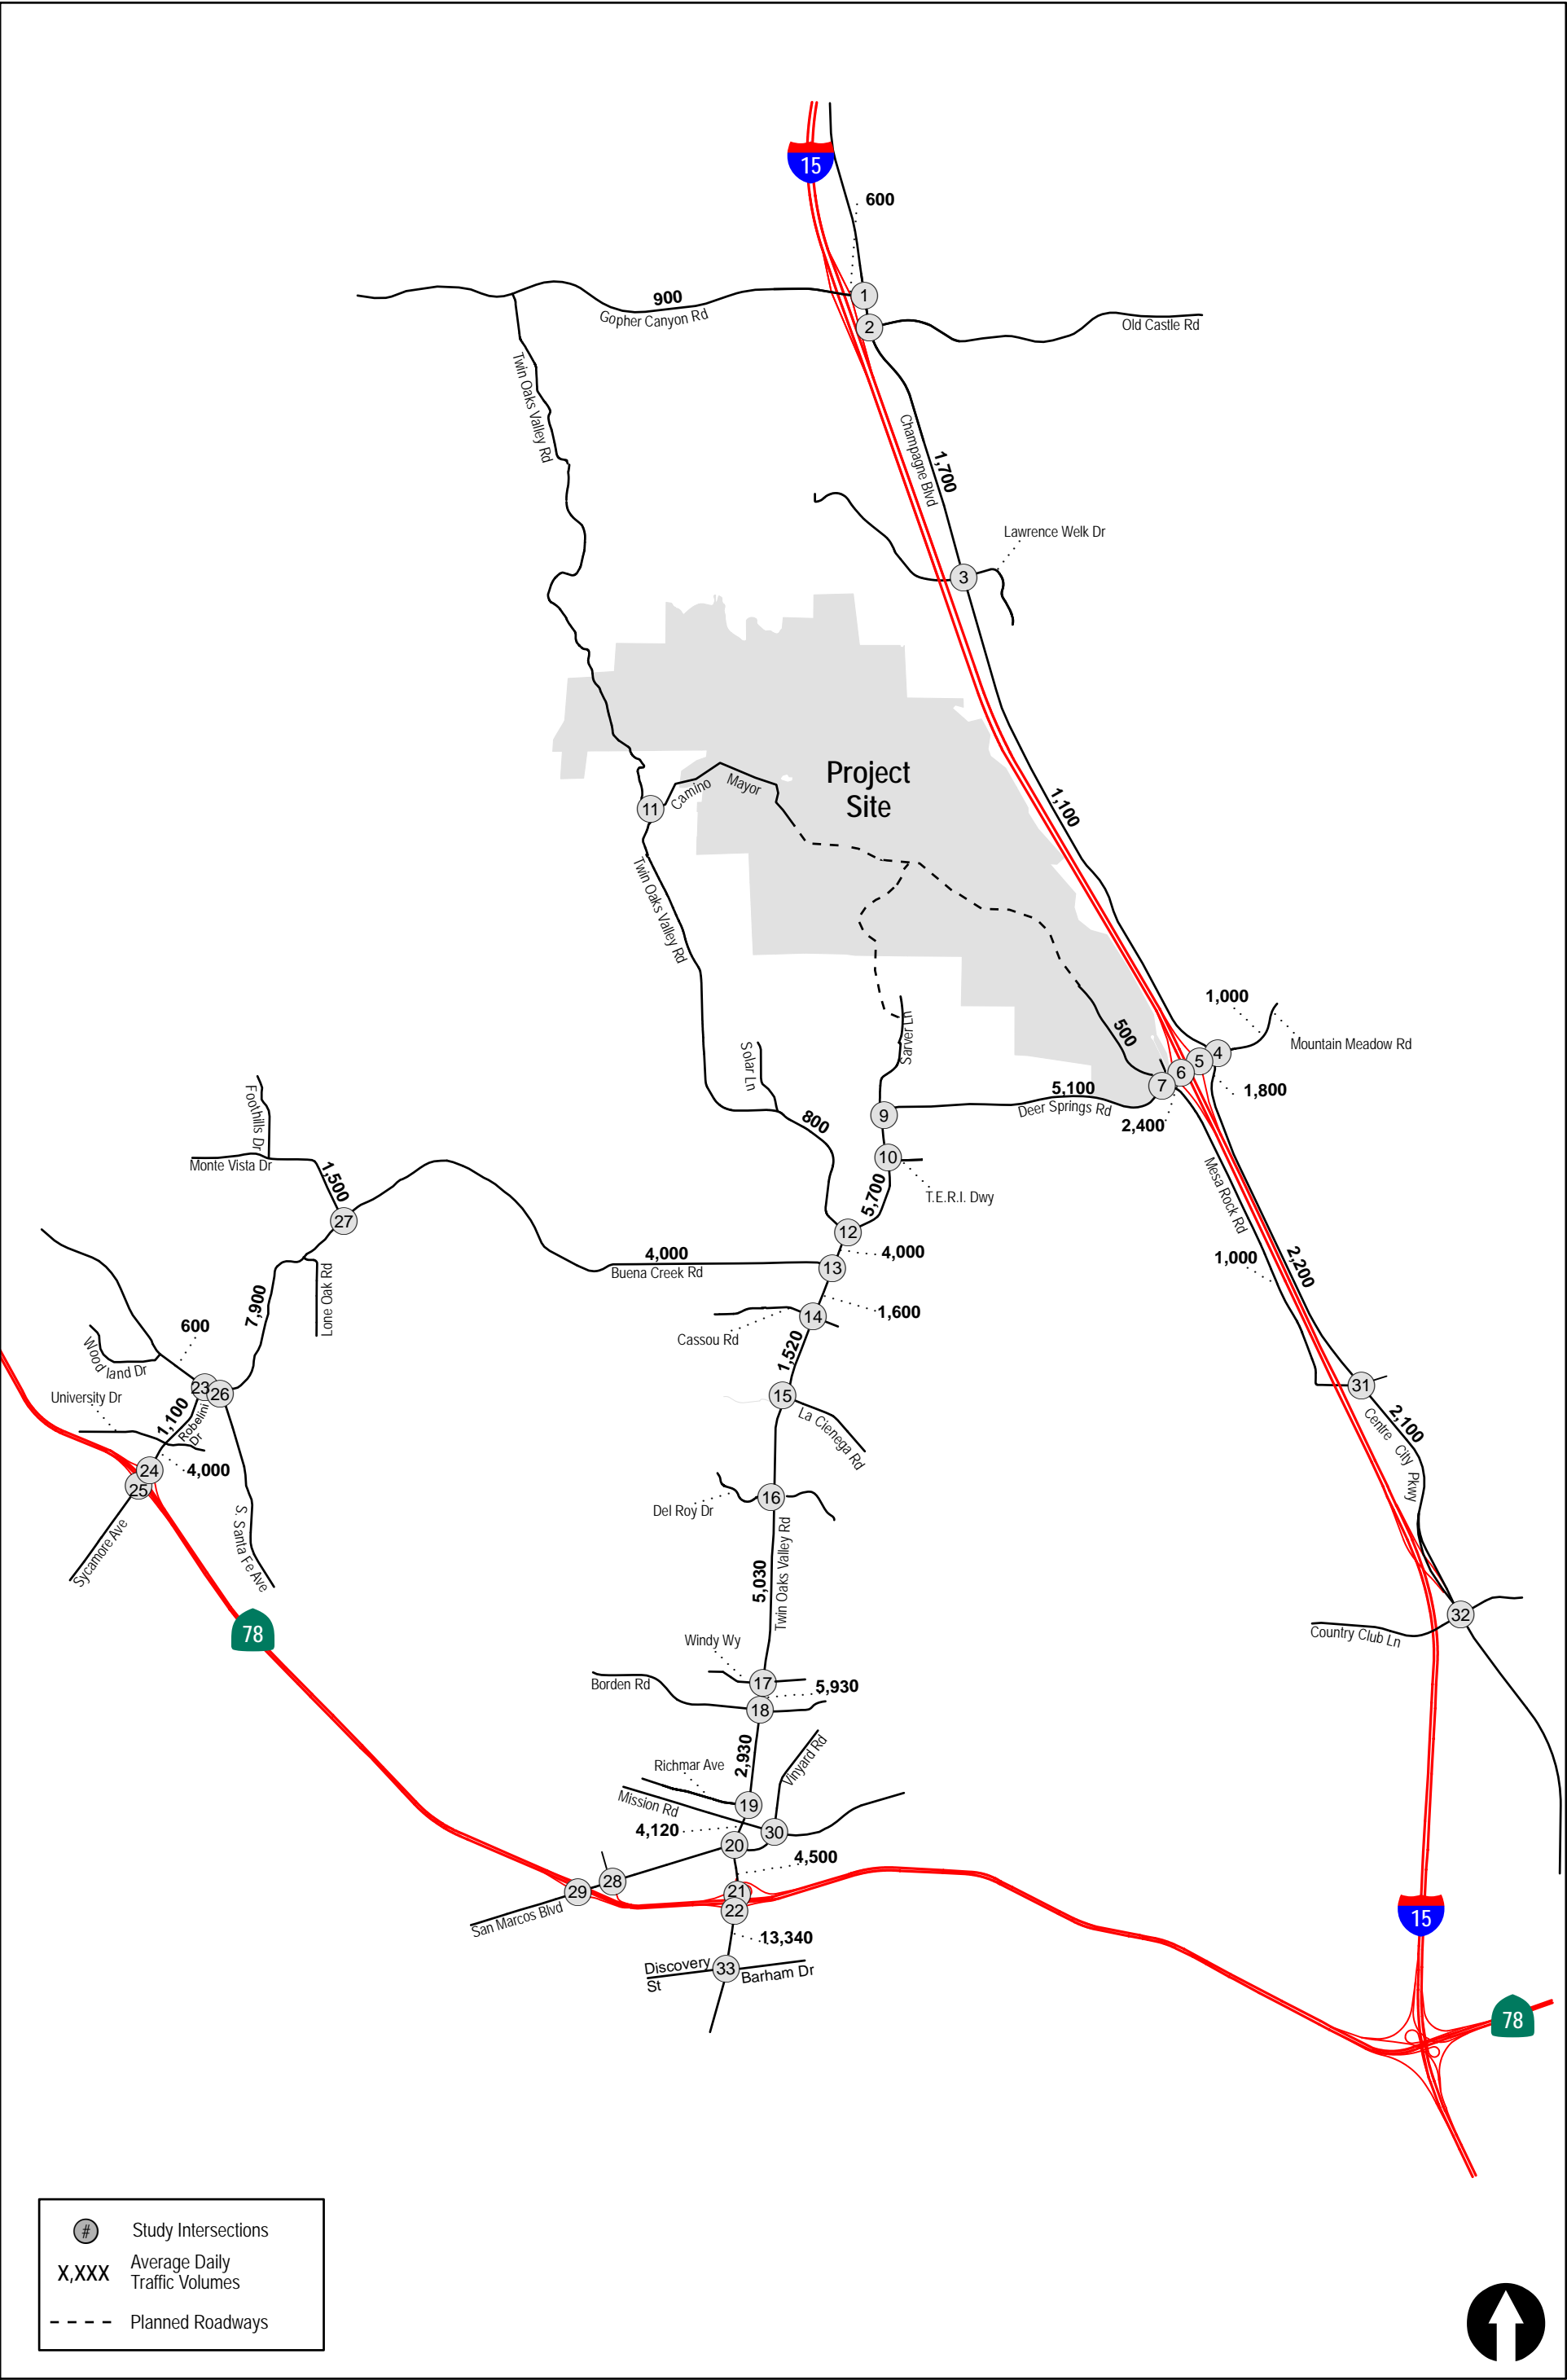 15
600
900
Gopher Canyon Rd
1
2
Old Castle Rd
Twin Oaks Valley Rd
Champagne Blvd
1,700
Lawrence Welk Dr
3
Project
Site
Camino Mayor
11
1,100
Twin Oaks Valley Rd
1,000
Mountain Meadow Rd
500
4
5
6
7
1,800
Sarver Ln
Solar Ln
5,100
Deer Springs Rd
2,400
9
800
Foothills Dr
Monte Vista Dr
1,500
10
T.E.R.I. Dwy
5,700
Mesa Rock Rd
27
12
4,000
4,000
Buena Creek Rd
13
1,000
2,200
Lone Oak Rd
7,900
1,600
14
Cassou Rd
600
1,520
Wood land Dr
23
26
31
15
University Dr
1,100
Robelini
Dr
La Cienega Rd
2,100
Centre City Pkwy
24
4,000
25
16
Del Roy Dr
Sycamore Ave
S. Santa Fe Ave
5,030
Twin Oaks Valley Rd
32
Country Club Ln
78
Windy Wy
17
5,930
Borden Rd
18
2,930
Vinyard Rd
Richmar Ave
Mission Rd
19
4,120
30
20
4,500
28
29
21
22
San Marcos Blvd
15
13,340
Discovery
St
33
Barham Dr
78
# Study Intersections
X,XXX Average Daily
Traffic Volumes
Planned Roadways